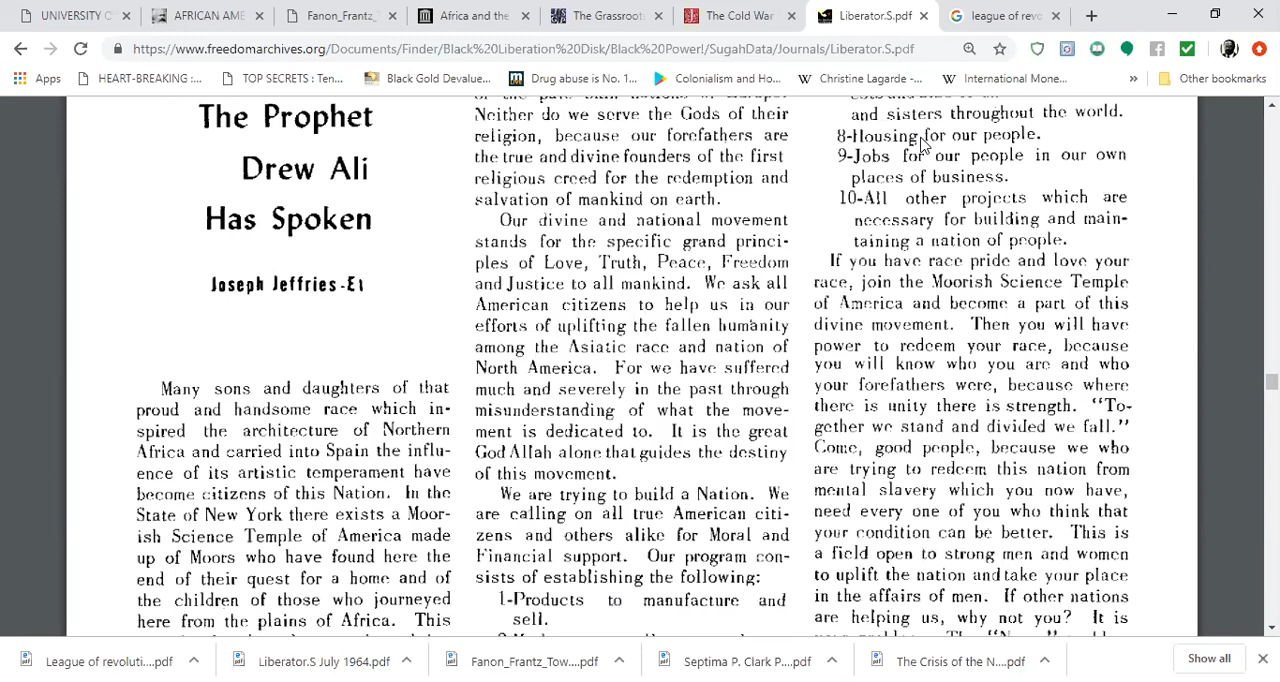 UNIVERSITY O
AFRICAN AME
Fanon_Frantz_
Africa and the
The Grassroot
The Cold War
Liberator.S.pdf
league of revo
https://www.freedomarchives.org/Documents/Finder/Black%20Liberation%20Disk/Black%20Power!/SugahData/Journals/Liberator.S.pdf
Apps
HEART-BREAKING :...
TOP SECRETS : Ten...
Black Gold Devalue...
Drug abuse is No. 1...
Colonialism and Ho...
Christine Lagarde -...
International Mone...
»
Other bookmarks
The Prophet
Drew Ali
Has Spoken
Joseph Jeffries-El
Many sons and daughters of that
proud and handsome race which in-
spired the architecture of Northern
Africa and carried into Spain the influ-
ence of its artistic temperament have
become citizens of this Nation. In the
State of New York there exists a Moor-
ish Science Temple of America made
up of Moors who have found here the
end of their quest for a home and of
the children of those who journeyed
here from the plains of Africa. This
of the pale skin nations
Neither do we serve the Gods of their
religion, because our forefathers are
the true and divine founders of the first
religious creed for the redemption and
salvation of mankind on earth.
Our divine and national movement
stands for the specific grand princi-
ples of Love, Truth, Peace, Freedom
and Justice to all mankind. We ask all
American citizens to help us in our
efforts of uplifting the fallen humanity
among the Asiatic race and nation of
North America. For we have suffered
much and severely in the past through
misunderstanding of what the move-
ment is dedicated to. It is the great
God Allah alone that guides the destiny
of this movement.
We are trying to build a Nation. We
are calling on all true American citi-
zens and others alike for Moral and
Financial support. Our program con-
sists of establishing the following:
1-Products to manufacture and
sell.
and sisters throughout the world.
8-Housing for our people.
9-Jobs for our people in our own
places of business.
10-All other projects which are
necessary for building and main-
taining a nation of people.
If you have race pride and love your
race, join the Moorish Science Temple
of America and become a part of this
divine movement. Then you will have
power to redeem your race, because
you will know who you are and who
your forefathers were, because where
there is unity there is strength. "To-
gether we stand and divided we fall."
Come, good people, because we who
are trying to redeem this nation from
mental slavery which you now have,
need every one of you who think that
your condition can be better. This is
a field open to strong men and women
to uplift the nation and take your place
in the affairs of men. If other nations
are helping us, why not you? It is
League of revoluti....pdf
Liberator.S July 1964.pdf
Fanon_Frantz_Tow....pdf
Septima P. Clark P....pdf
The Crisis of the N....pdf
Show all